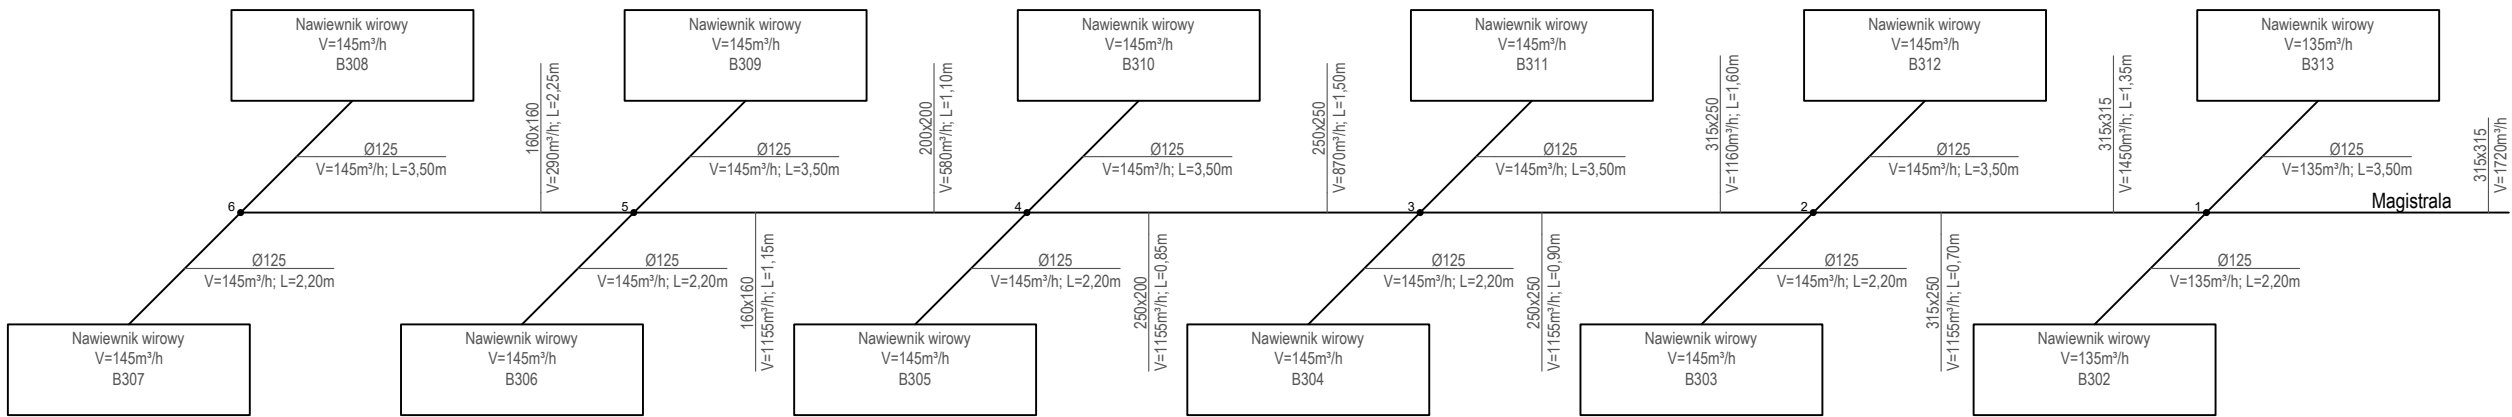 Nawiewnik wirowy
V=145m³/h
B308
Nawiewnik wirowy
V=145m³/h
B309
Nawiewnik wirowy
V=145m³/h
B310
Nawiewnik wirowy
V=145m³/h
B311
Nawiewnik wirowy
V=145m³/h
B312
Nawiewnik wirowy
V=135m³/h
B313
Ø125
V=145m³/h; L=3,50m
160x160
V=290m³/h; L=2,25m
Ø125
V=145m³/h; L=3,50m
200x200
V=580m³/h; L=1,10m
Ø125
V=145m³/h; L=3,50m
250x250
V=870m³/h; L=1,50m
Ø125
V=145m³/h; L=3,50m
315x250
V=1160m³/h; L=1,60m
Ø125
V=145m³/h; L=3,50m
315x315
V=1450m³/h; L=1,35m
Ø125
V=135m³/h; L=3,50m
315x315
V=1720m³/h
6
5
4
3
2
1
Magistrala
Ø125
V=145m³/h; L=2,20m
Ø125
V=145m³/h; L=2,20m
160x160
V=1155m³/h; L=1,15m
Ø125
V=145m³/h; L=2,20m
250x200
V=1155m³/h; L=0,85m
Ø125
V=145m³/h; L=2,20m
250x250
V=1155m³/h; L=0,90m
Ø125
V=145m³/h; L=2,20m
315x250
V=1155m³/h; L=0,70m
Ø125
V=135m³/h; L=2,20m
Nawiewnik wirowy
V=145m³/h
B307
Nawiewnik wirowy
V=145m³/h
B306
Nawiewnik wirowy
V=145m³/h
B305
Nawiewnik wirowy
V=145m³/h
B304
Nawiewnik wirowy
V=145m³/h
B303
Nawiewnik wirowy
V=135m³/h
B302